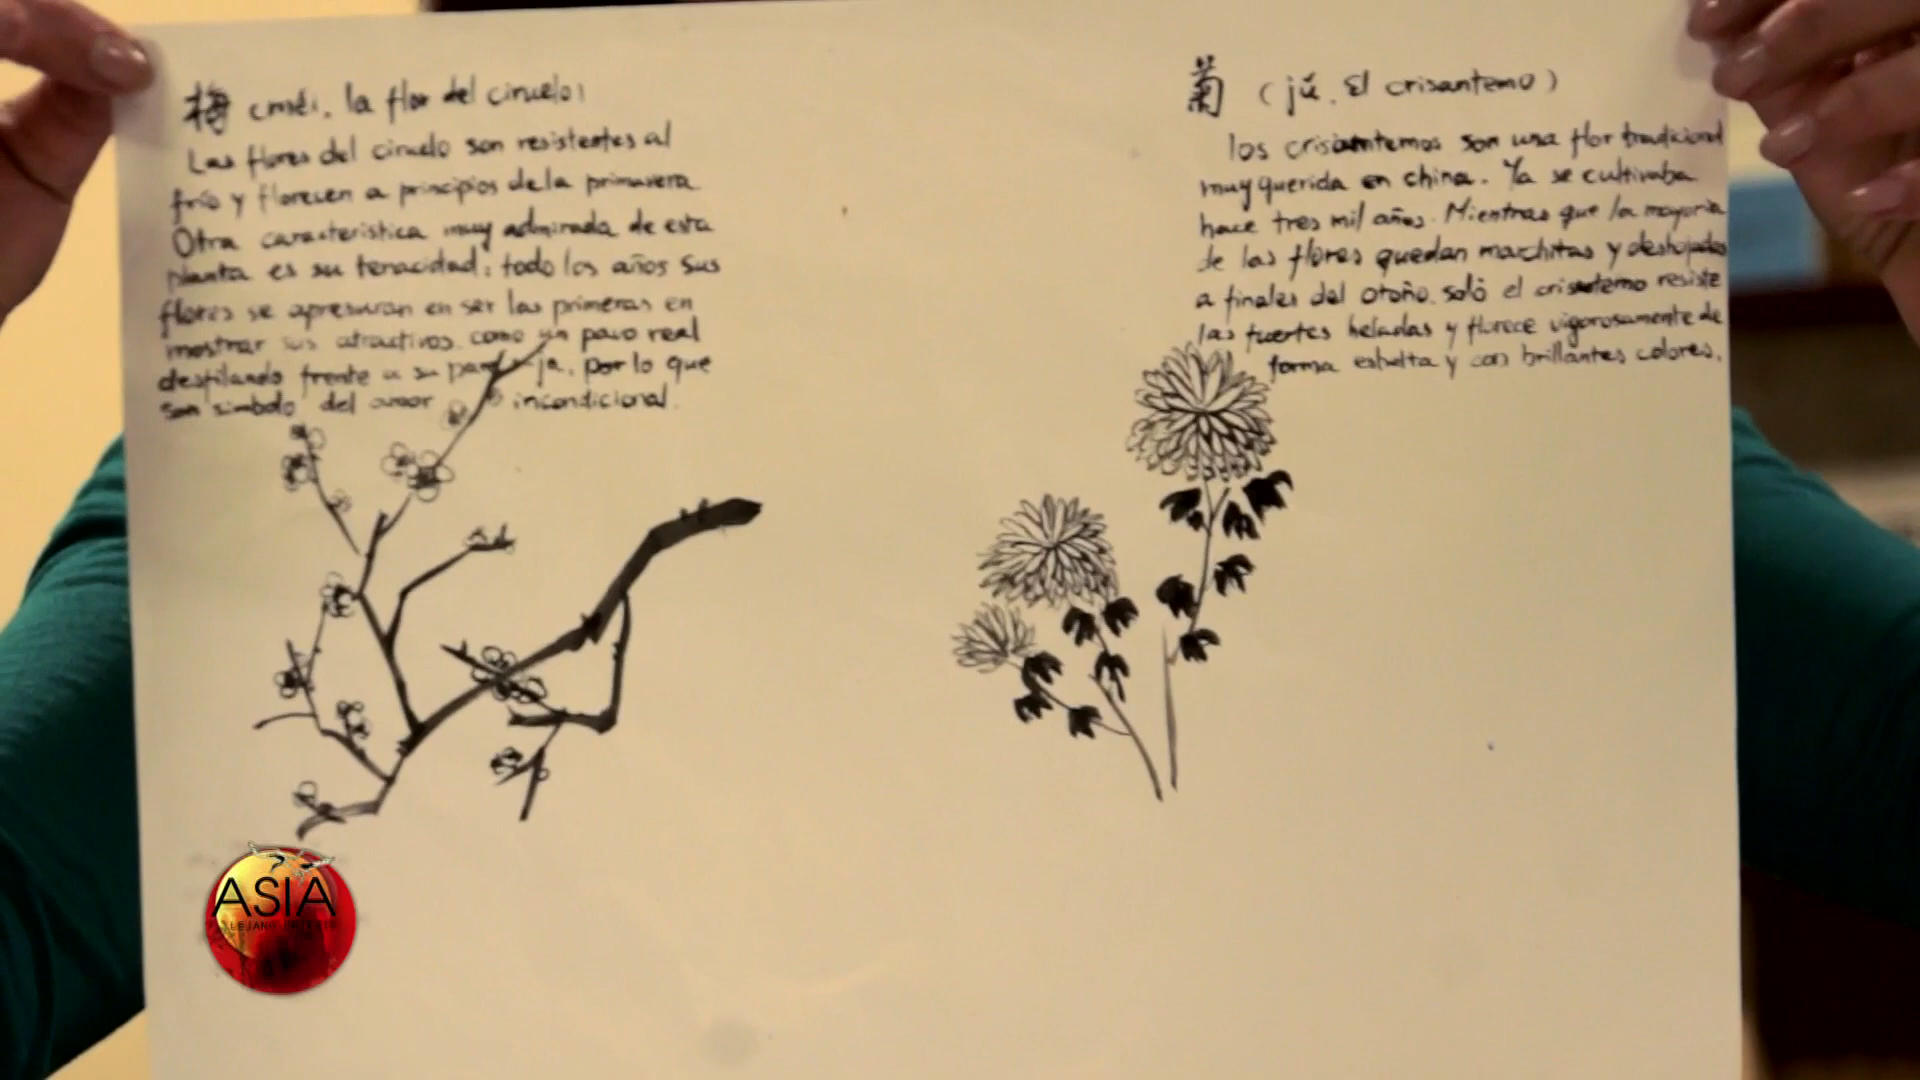 梅 (méi, la flor del ciruelo)
Las flores del ciruelo son resistentes al
frío y florecen a principios de la primavera
Otra característica muy admirada de esta
planta es su tenacidad: todo los años sus
flores se apresuran en ser las primeras en
mostrar sus atractivos como un pavo real
desfilando frente a su pareja, por lo que
son símbolo del amor incondicional.
菊 (jú, El crisantemo)
los crisantemos son una flor tradicional
muy querida en china. Ya se cultivaba
hace tres mil años. Mientras que la mayoria
de las flores quedan marchitas y deshojadas
a finales del otoño, soló el crisantemo resiste
las fuertes heladas y florece vigorosamente de
forma esbelta y con brillantes colores.
ASIA
LEJANO ORIENTE